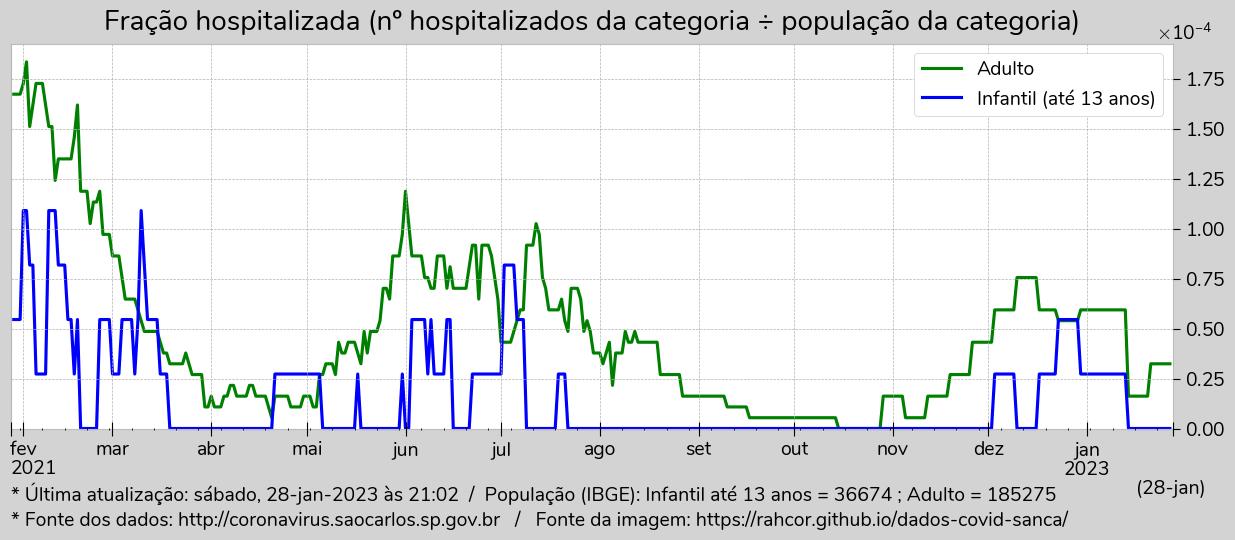 Fração hospitalizada (nº hospitalizados da categoria ÷ população da categoria)
×10⁻⁴
Adulto
Infantil (até 13 anos)
1.75
1.50
1.25
1.00
0.75
0.50
0.25
0.00
fev mar abr mai jun jul ago set out nov dez jan
2021 2023
(28-jan)
* Última atualização: sábado, 28-jan-2023 às 21:02 / População (IBGE): Infantil até 13 anos = 36674 ; Adulto = 185275
* Fonte dos dados: http://coronavirus.saocarlos.sp.gov.br / Fonte da imagem: https://rahcor.github.io/dados-covid-sanca/